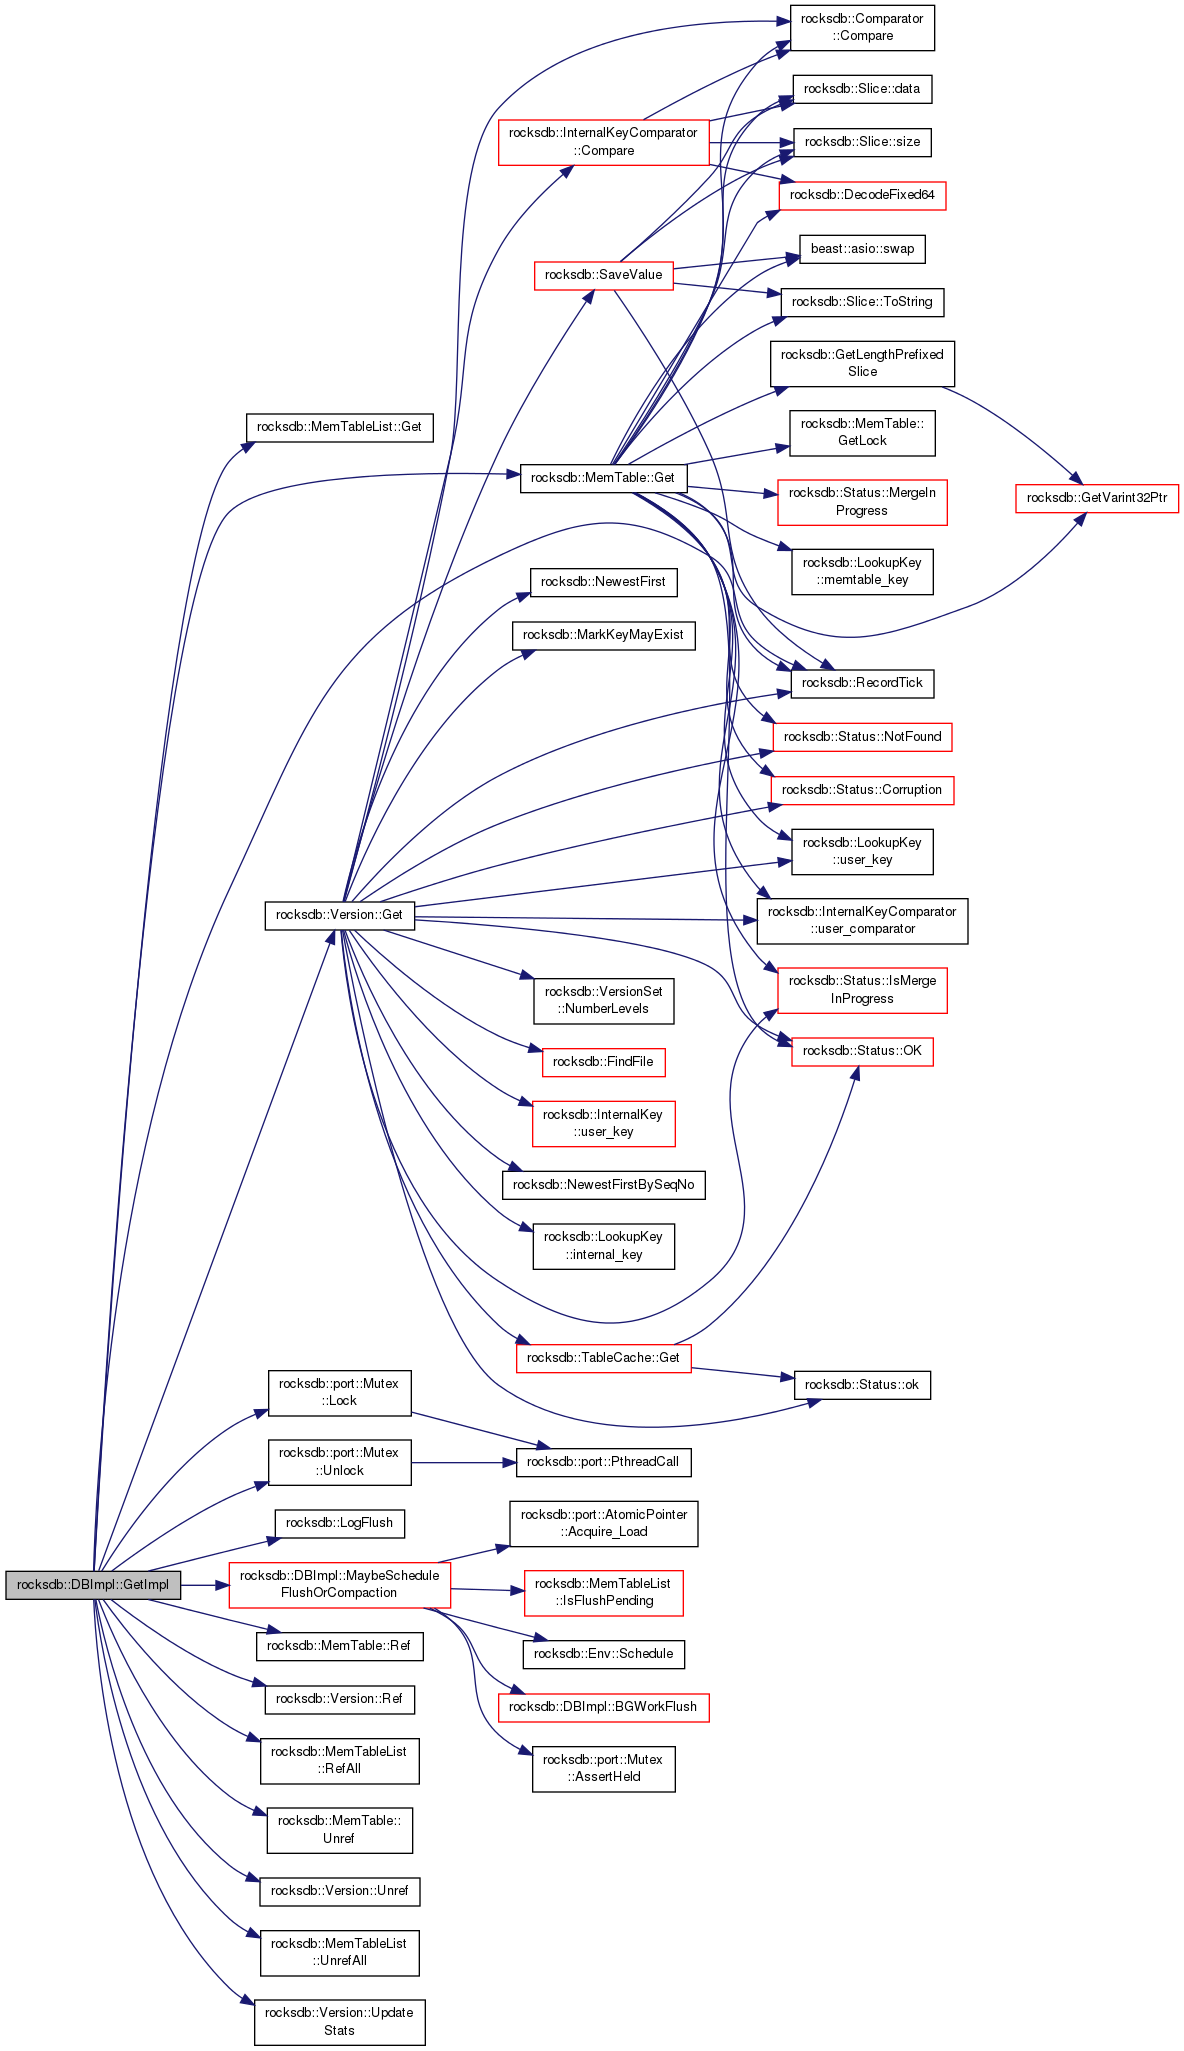 rocksdb::Comparator
::Compare
rocksdb::Slice::data
rocksdb::InternalKeyComparator
::Compare
rocksdb::Slice::size
rocksdb::DecodeFixed64
beast::asio::swap
rocksdb::SaveValue
rocksdb::Slice::ToString
rocksdb::GetLengthPrefixed
Slice
rocksdb::MemTableList::Get
rocksdb::MemTable::
GetLock
rocksdb::MemTable::Get
rocksdb::Status::MergeIn
Progress
rocksdb::GetVarint32Ptr
rocksdb::LookupKey
::memtable_key
rocksdb::NewestFirst
rocksdb::MarkKeyMayExist
rocksdb::RecordTick
rocksdb::Status::NotFound
rocksdb::Status::Corruption
rocksdb::LookupKey
::user_key
rocksdb::Version::Get
rocksdb::InternalKeyComparator
::user_comparator
rocksdb::VersionSet
::NumberLevels
rocksdb::Status::IsMerge
InProgress
rocksdb::Status::OK
rocksdb::FindFile
rocksdb::InternalKey
::user_key
rocksdb::NewestFirstBySeqNo
rocksdb::LookupKey
::internal_key
rocksdb::TableCache::Get
rocksdb::Status::ok
rocksdb::port::Mutex
::Lock
rocksdb::port::Mutex
::Unlock
rocksdb::port::PthreadCall
rocksdb::LogFlush
rocksdb::port::AtomicPointer
::Acquire_Load
rocksdb::DBImpl::GetImpl
rocksdb::DBImpl::MaybeSchedule
FlushOrCompaction
rocksdb::MemTableList
::IsFlushPending
rocksdb::MemTable::Ref
rocksdb::Env::Schedule
rocksdb::Version::Ref
rocksdb::DBImpl::BGWorkFlush
rocksdb::MemTableList
::RefAll
rocksdb::port::Mutex
::AssertHeld
rocksdb::MemTable::
Unref
rocksdb::Version::Unref
rocksdb::MemTableList
::UnrefAll
rocksdb::Version::Update
Stats